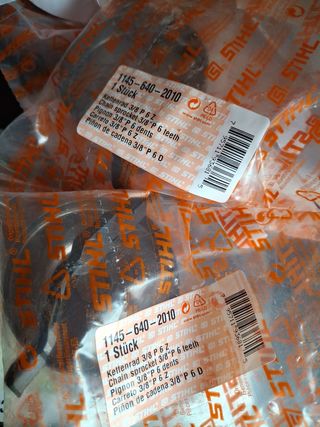 STIHL
1145-640-2010
1 Stück
Kettenrad 3/8 P 6 Z
Chain sprocket 3/8"P 6 teeth
Pignon 3/8"P 6 dents
Carreto 3/8"P 6 Z
Piñon de cadena 3/8"P 6 D
STIHL
STIHL
1145-640-2010
1 Stück
Kettenrad 3/8 P 6 Z
Chain sprocket 3/8"P 6 teeth
Pignon 3/8"P 6 dents
Carreto 3/8"P 6 Z
Piñon de cadena 3/8"P 6 D
STIHL